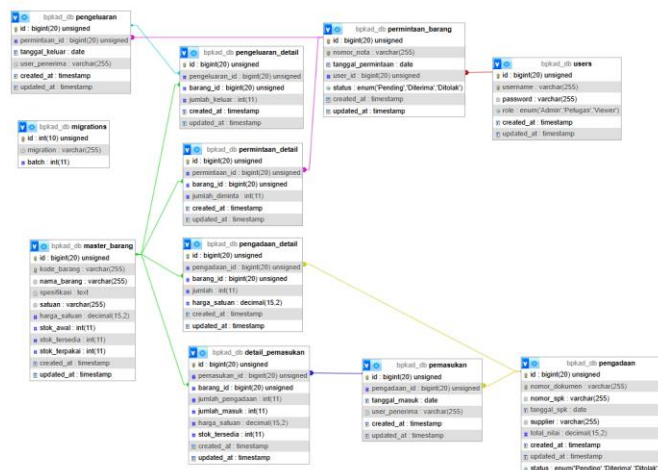 bpkad_db pengeluaran
id : bigint(20) unsigned
permintaan_id : bigint(20) unsigned
tanggal_keluar : date
user_penerima : varchar(255)
created_at : timestamp
updated_at : timestamp
bpkad_db migrations
id : int(10) unsigned
migration : varchar(255)
batch : int(11)
bpkad_db master_barang
id : bigint(20) unsigned
kode_barang : varchar(255)
nama_barang : varchar(255)
spesifikasi : text
satuan : varchar(255)
harga_satuan : decimal(15,2)
stok_awal : int(11)
stok_tersedia : int(11)
stok_terpakai : int(11)
created_at : timestamp
updated_at : timestamp
bpkad_db pengeluaran_detail
id : bigint(20) unsigned
pengeluaran_id : bigint(20) unsigned
barang_id : bigint(20) unsigned
jumlah_keluar : int(11)
created_at : timestamp
updated_at : timestamp
bpkad_db permintaan_detail
id : bigint(20) unsigned
permintaan_id : bigint(20) unsigned
barang_id : bigint(20) unsigned
jumlah_diminta : int(11)
created_at : timestamp
updated_at : timestamp
bpkad_db pengadaan_detail
id : bigint(20) unsigned
pengadaan_id : bigint(20) unsigned
barang_id : bigint(20) unsigned
jumlah : int(11)
harga_satuan : decimal(15,2)
created_at : timestamp
updated_at : timestamp
bpkad_db detail_pemasukan
id : bigint(20) unsigned
pemasukan_id : bigint(20) unsigned
barang_id : bigint(20) unsigned
jumlah_pengadaan : int(11)
jumlah_masuk : int(11)
harga_satuan : decimal(15,2)
stok_tersedia : int(11)
created_at : timestamp
updated_at : timestamp
bpkad_db permintaan_barang
id : bigint(20) unsigned
nomor_nota : varchar(255)
tanggal_permintaan : date
user_id : bigint(20) unsigned
status : enum('Pending','Diterima','Ditolak')
created_at : timestamp
updated_at : timestamp
bpkad_db users
id : bigint(20) unsigned
username : varchar(255)
password : varchar(255)
role : enum('Admin','Petugas','Viewer')
created_at : timestamp
updated_at : timestamp
bpkad_db pemasukan
id : bigint(20) unsigned
pengadaan_id : bigint(20) unsigned
tanggal_masuk : date
user_penerima : varchar(255)
created_at : timestamp
updated_at : timestamp
bpkad_db pengadaan
id : bigint(20) unsigned
nomor_dokumen : varchar(255)
nomor_spk : varchar(255)
tanggal_spk : date
supplier : varchar(255)
total_nilai : decimal(15,2)
created_at : timestamp
updated_at : timestamp
status : enum('Pending','Diterima','Ditolak')